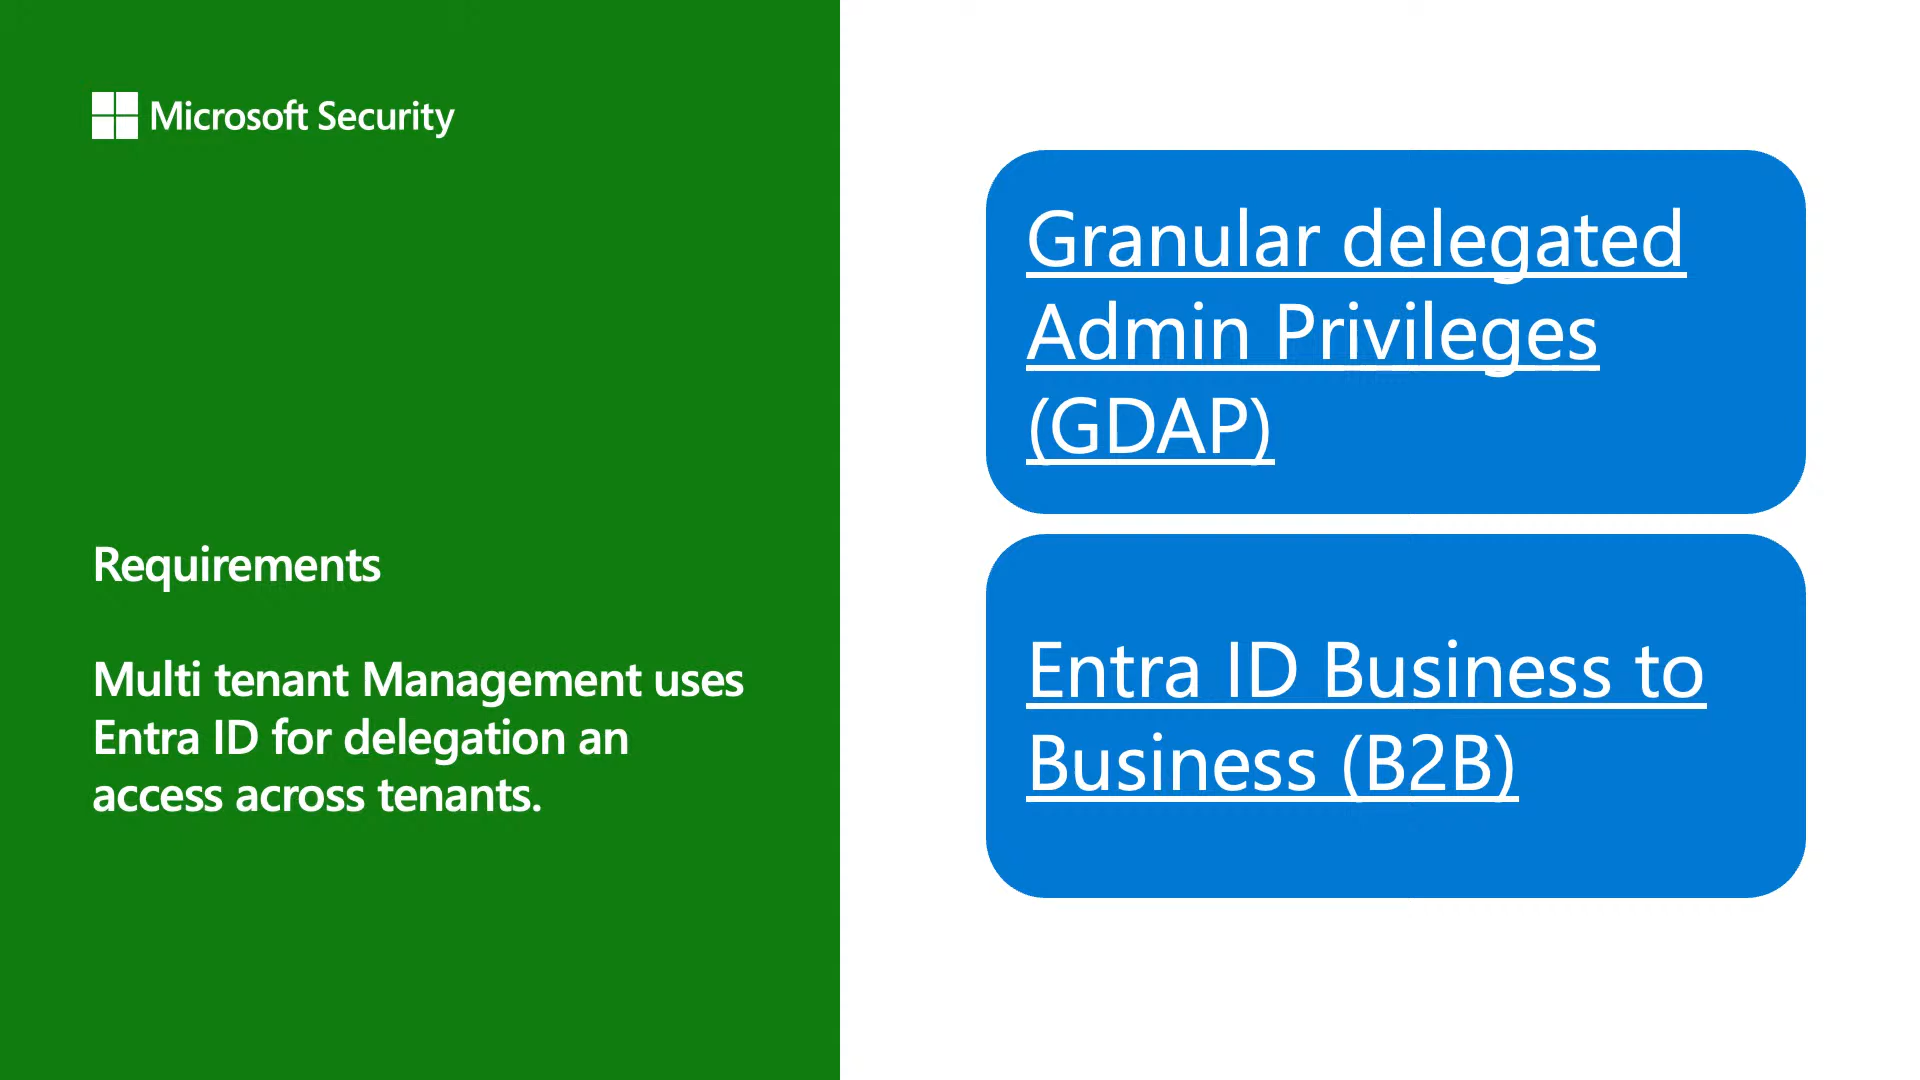 Microsoft Security
Requirements
Multi tenant Management uses
Entra ID for delegation an
access across tenants.
Granular delegated
Admin Privileges
(GDAP)
Entra ID Business to
Business (B2B)